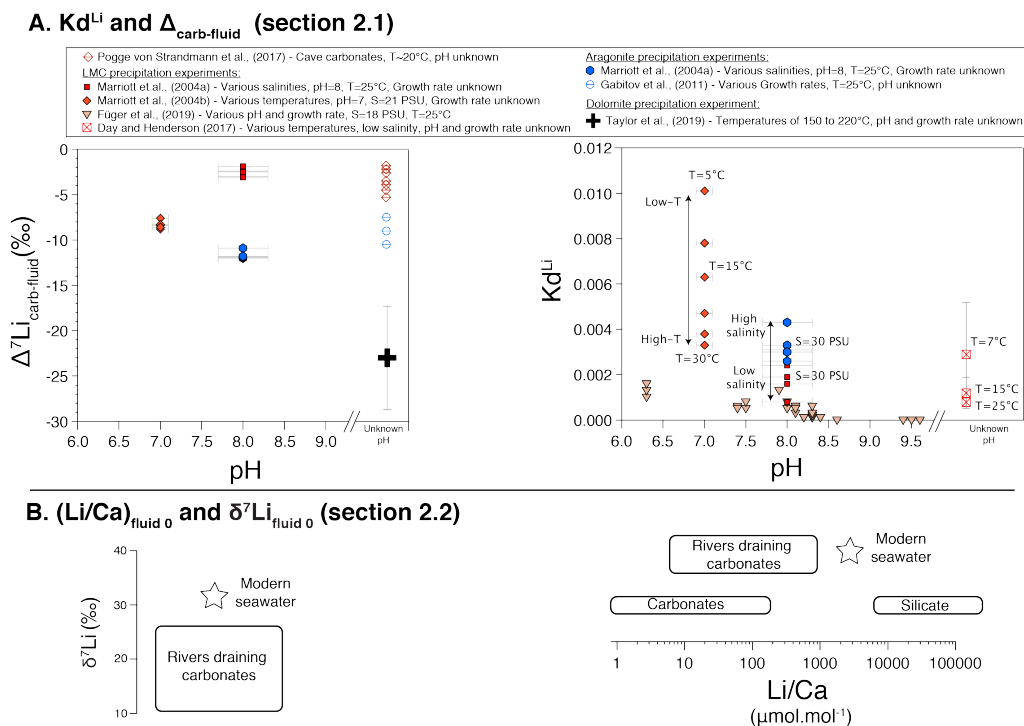 A. Kd^Li and Δcarb-fluid (section 2.1)
Pogge von Strandmann et al., (2017) - Cave carbonates, T~20°C, pH unknown
LMC precipitation experiments:
Marriott et al., (2004a) - Various salinities, pH=8, T=25°C, Growth rate unknown
Marriott et al., (2004b) - Various temperatures, pH=7, S=21 PSU, Growth rate unknown
Füger et al., (2019) - Various pH and growth rate, S=18 PSU, T=25°C
Day and Henderson (2017) - Various temperatures, low salinity, pH and growth rate unknown
Aragonite precipitation experiments:
Marriott et al., (2004a) - Various salinities, pH=8, T=25°C, Growth rate unknown
Gabitov et al., (2011) - Various Growth rates, T=25°C, pH unknown
Dolomite precipitation experiment:
Taylor et al., (2019) - Temperatures of 150 to 220°C, pH and growth rate unknown
Δ⁷Li carb-fluid (‰)
0
-5
-10
-15
-20
-25
-30
6.0 7.0 7.5 8.0 8.5 9.0 Unknown pH
pH
Kd^Li
0.012
0.010
0.008
0.006
0.004
0.002
0.000
T=5°C
Low-T
T=15°C
High-T
T=30°C
High salinity
S=30 PSU
Low salinity
S=30 PSU
T=7°C
T=15°C
T=25°C
6.0 6.5 7.0 7.5 8.0 8.5 9.0 9.5 Unknown pH
pH
B. (Li/Ca)fluid 0 and δ⁷Lifluid 0 (section 2.2)
δ⁷Li (‰)
40
30
20
10
Modern
seawater
Rivers draining
carbonates
Rivers draining
carbonates
Modern
seawater
Carbonates
Silicate
1 10 100 1000 10000 100000
Li/Ca
(µmol.mol⁻¹)